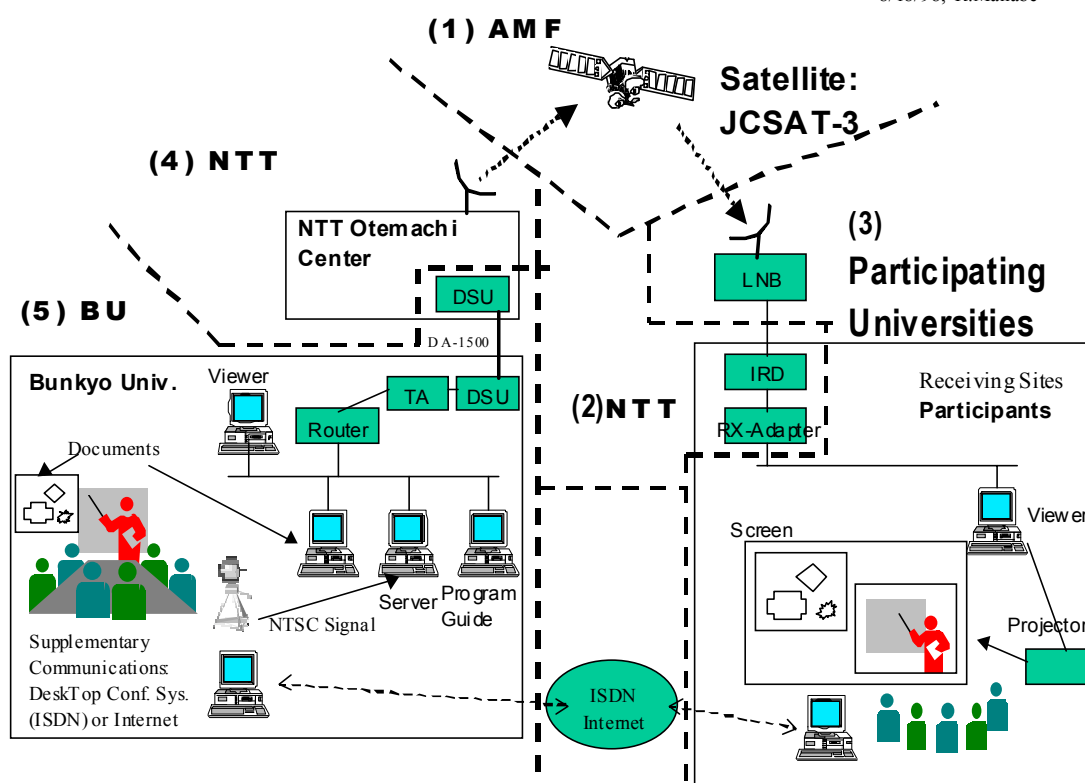 (1) AMF
Satellite:
JCSAT-3
(4) NTT
NTT Otemachi
Center
(3)
Participating
Universities
LNB
DSU
(5) BU
DA-1500
Bunkyo Univ.
Viewer
TA
DSU
Router
(2)NTT
IRD
RX-Adapter
Receiving Sites
Participants
Documents
Viewer
Screen
Server
Program
Guide
NTSC Signal
Projector
Supplementary
Communications:
DeskTop Conf. Sys.
(ISDN) or Internet
ISDN
Internet